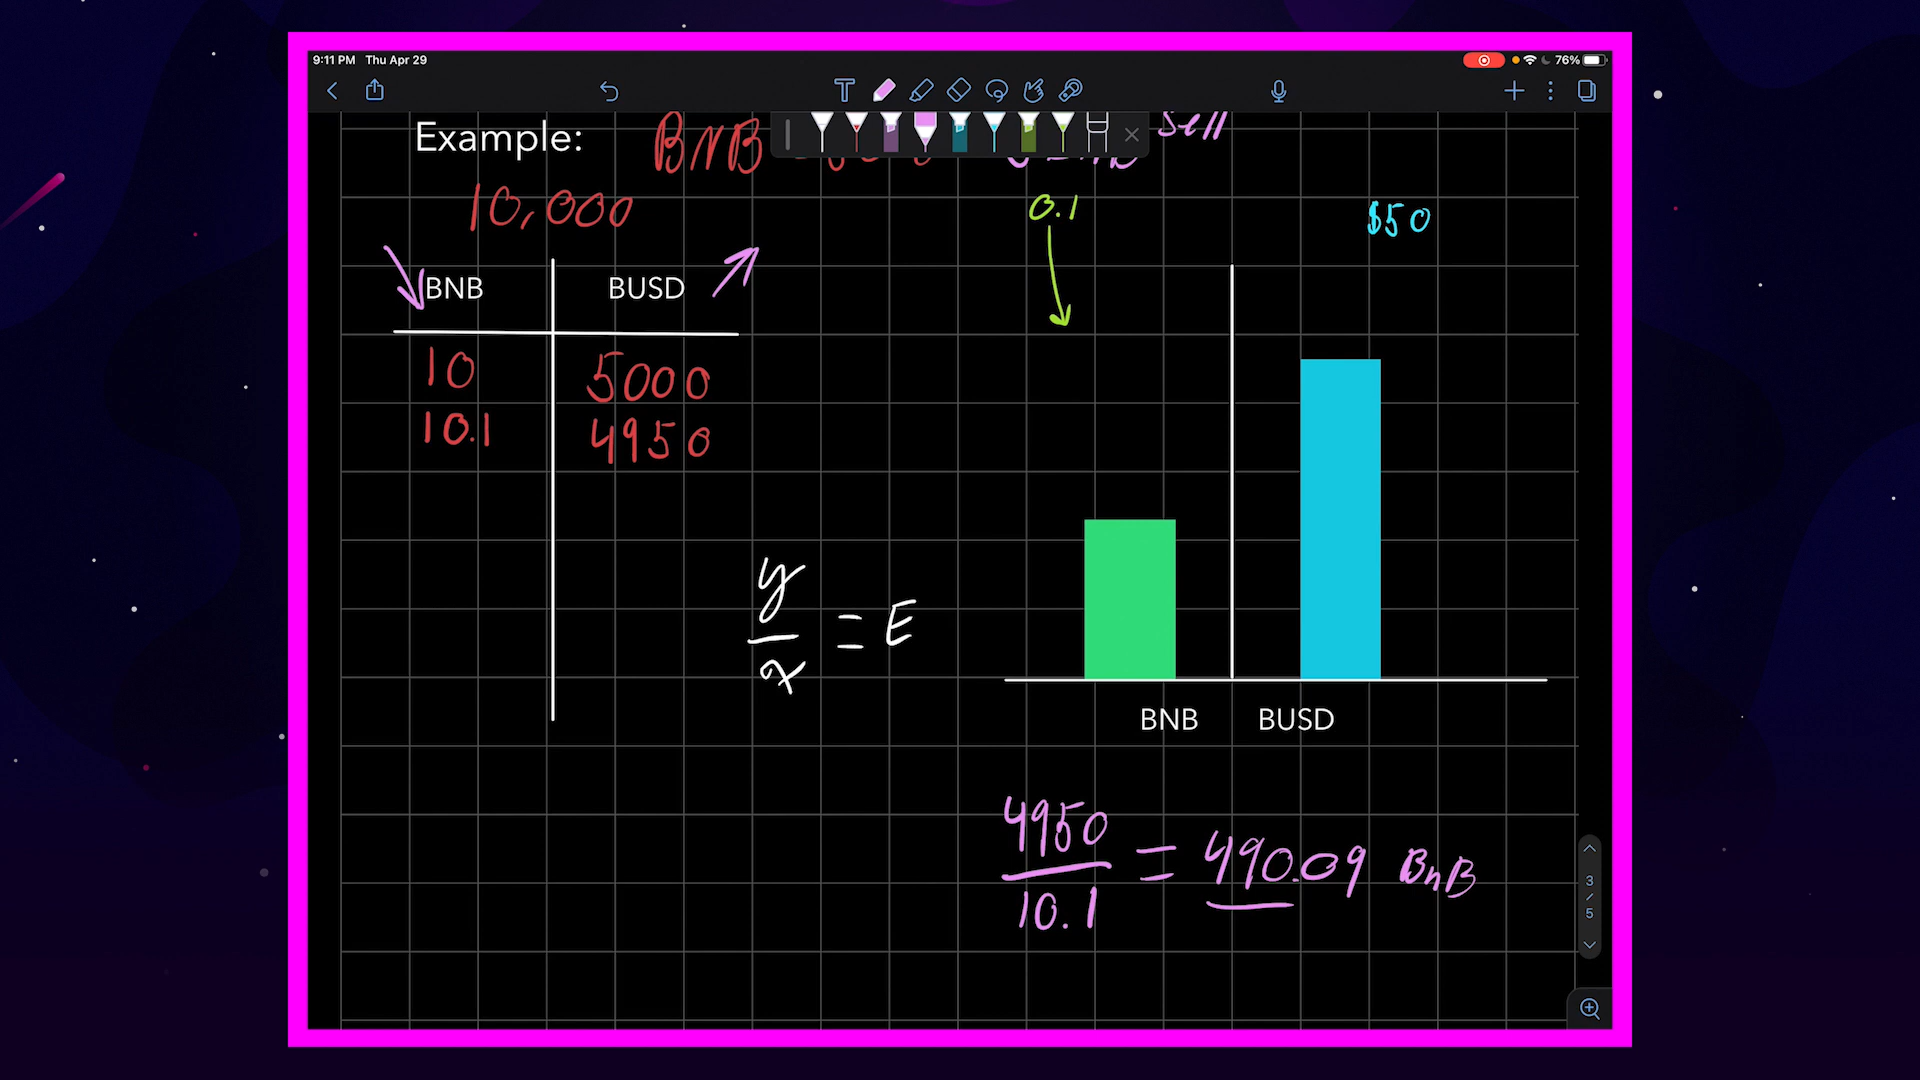 9:11 PM Thu Apr 29
76%
Example: BNB
sell
10,000
0.1
$50
BNB BUSD
10 5000
10.1 4950
y
x
= E
BNB BUSD
4950
10.1
= 490.09 BnB
3
/
5